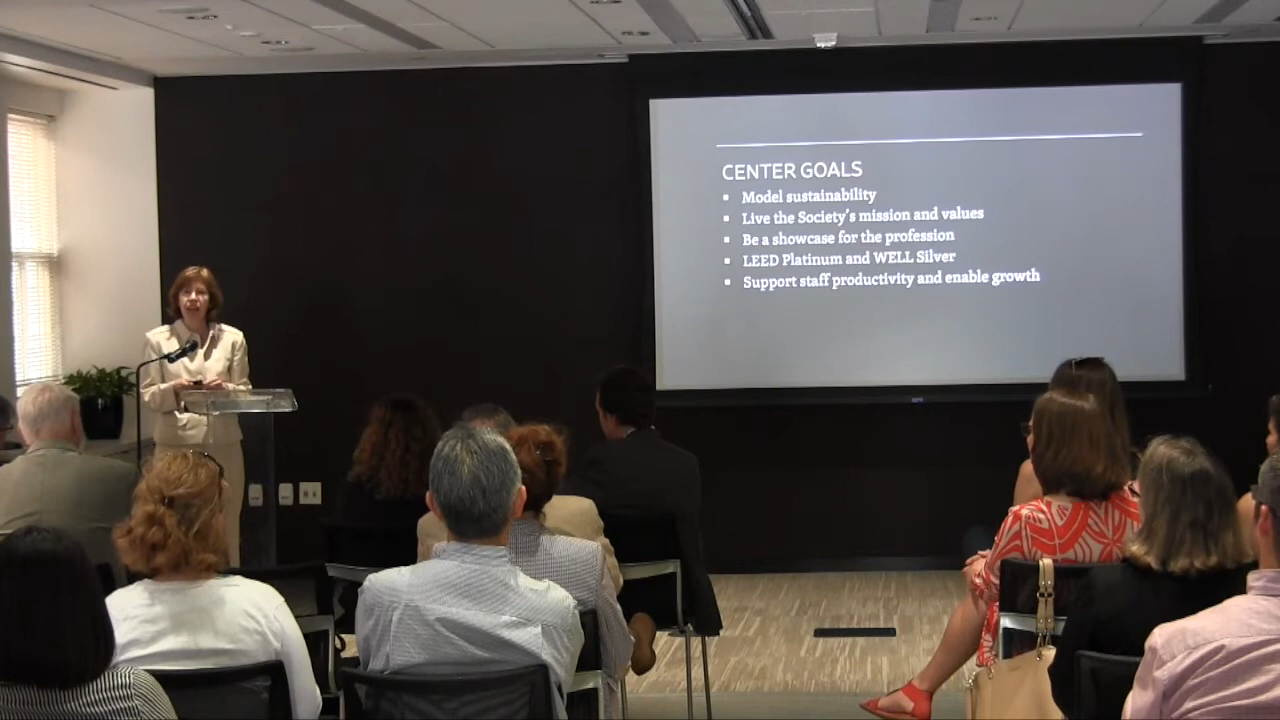 CENTER GOALS
▪ Model sustainability
▪ Live the Society's mission and values
▪ Be a showcase for the profession
▪ LEED Platinum and WELL Silver
▪ Support staff productivity and enable growth